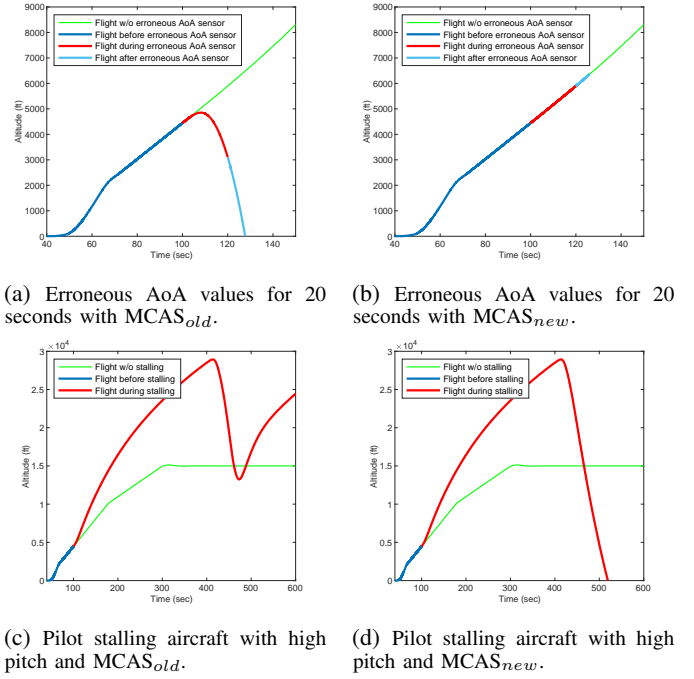 9000
8000
7000
6000
5000
4000
3000
2000
1000
0
Altitude (ft)
Flight w/o erroneous AoA sensor
Flight before erroneous AoA sensor
Flight during erroneous AoA sensor
Flight after erroneous AoA sensor
40 60 80 100 120 140
Time (sec)
9000
8000
7000
6000
5000
4000
3000
2000
1000
0
Altitude (ft)
Flight w/o erroneous AoA sensor
Flight before erroneous AoA sensor
Flight during erroneous AoA sensor
Flight after erroneous AoA sensor
40 60 80 100 120 140
Time (sec)
(a) Erroneous AoA values for 20
seconds with MCASold.
(b) Erroneous AoA values for 20
seconds with MCASnew.
3 ×10⁴
2.5
2
1.5
1
0.5
0
Altitude (ft)
Flight w/o stalling
Flight before stalling
Flight during stalling
100 200 300 400 500 600
Time (sec)
3 ×10⁴
2.5
2
1.5
1
0.5
0
Altitude (ft)
Flight w/o stalling
Flight before stalling
Flight during stalling
100 200 300 400 500 600
Time (sec)
(c) Pilot stalling aircraft with high
pitch and MCASold.
(d) Pilot stalling aircraft with high
pitch and MCASnew.